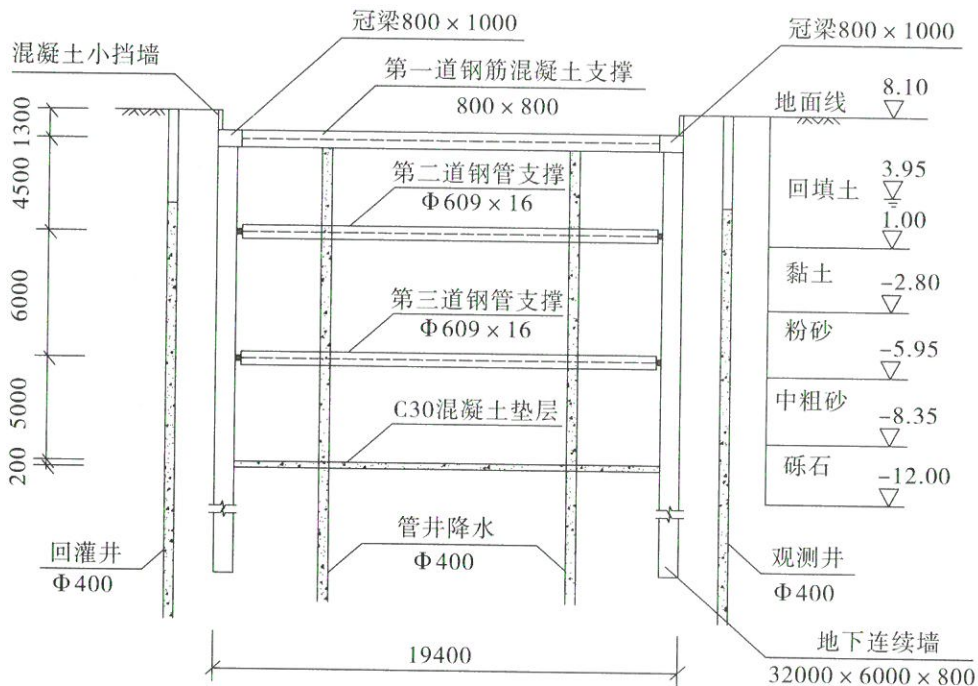 冠梁800×1000
冠梁800×1000
混凝土小挡墙
第一道钢筋混凝土支撑
800×800
地面线
8.10
1300
4500
第二道钢管支撑
Φ609×16
回填土
3.95
1.00
黏土
-2.80
6000
第三道钢管支撑
Φ609×16
粉砂
-5.95
中粗砂
-8.35
5000
C30混凝土垫层
砾石
-12.00
200
回灌井
Φ400
管井降水
Φ400
观测井
Φ400
19400
地下连续墙
32000×6000×800